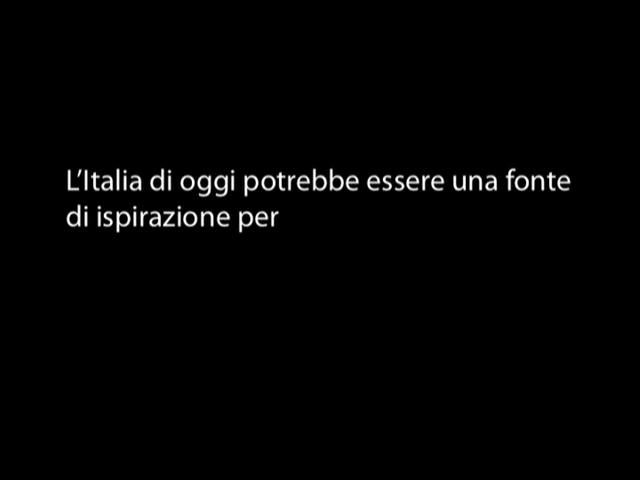 L’Italia di oggi potrebbe essere una fonte
di ispirazione per